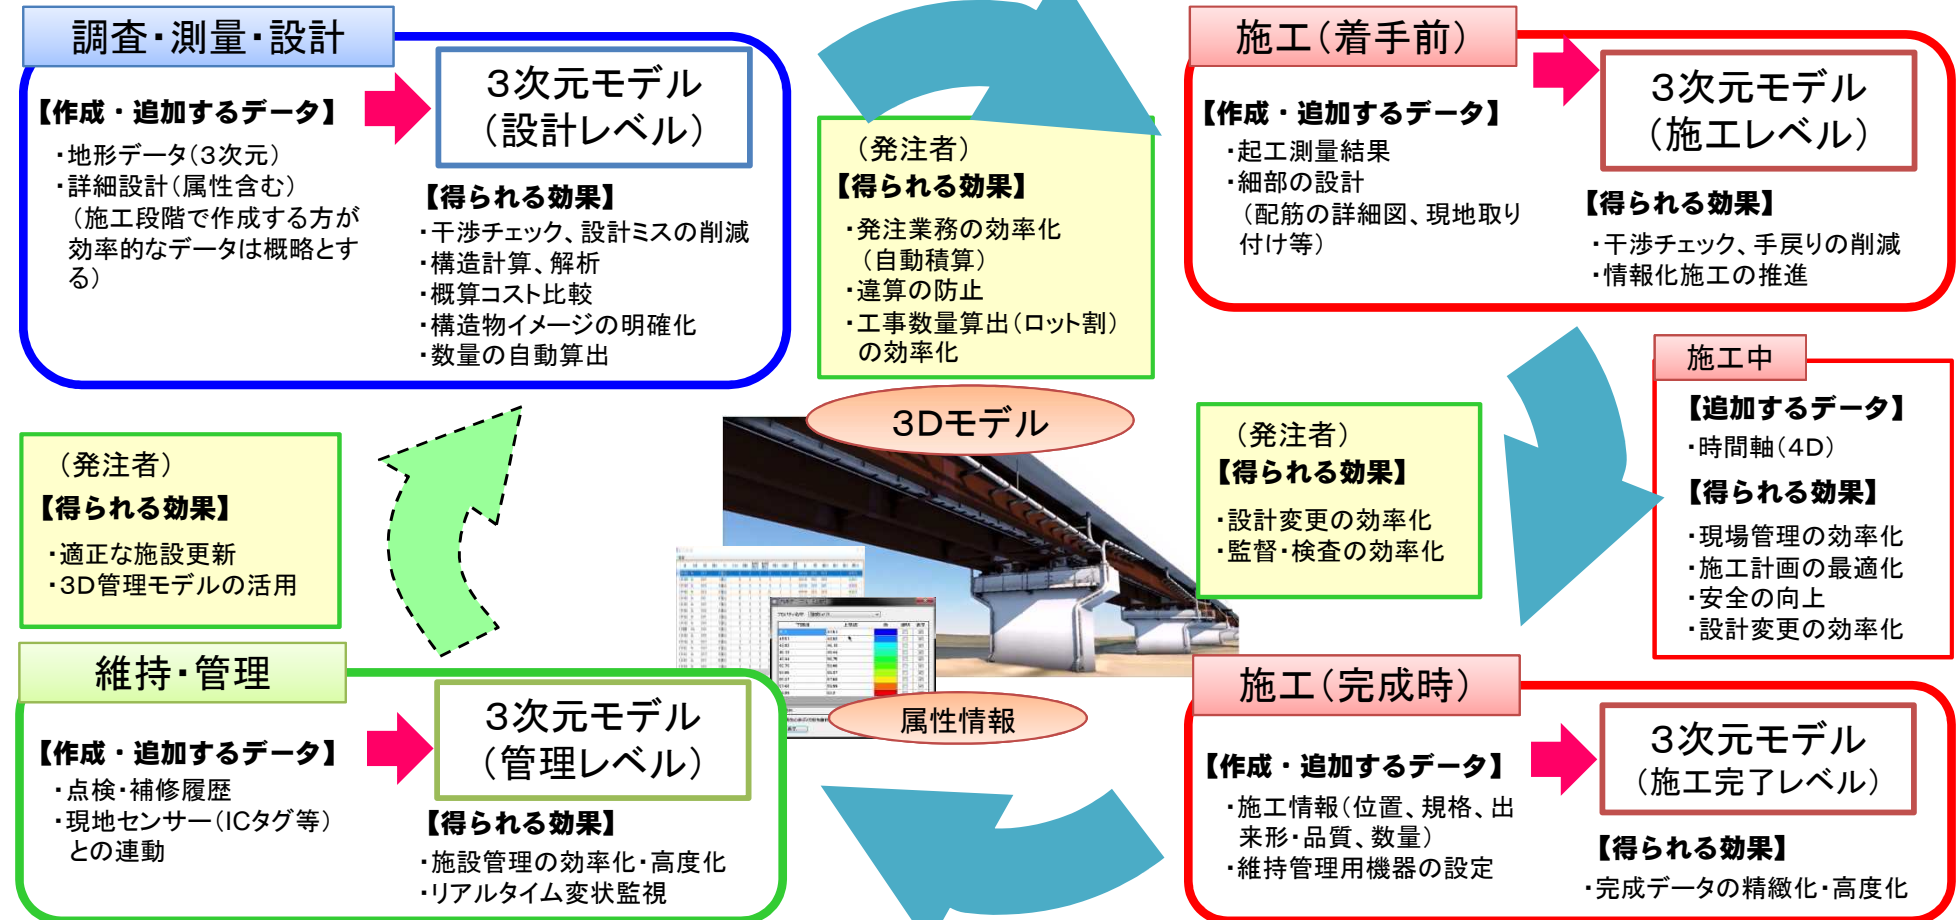 調査・測量・設計
【作成・追加するデータ】
・地形データ(3次元)
・詳細設計(属性含む)
(施工段階で作成する方が
効率的なデータは概略とす
る)
3次元モデル
(設計レベル)
【得られる効果】
・干渉チェック、設計ミスの削減
・構造計算、解析
・概算コスト比較
・構造物イメージの明確化
・数量の自動算出
(発注者)
【得られる効果】
・発注業務の効率化
(自動積算)
・違算の防止
・工事数量算出(ロット割)
の効率化
施工(着手前)
【作成・追加するデータ】
・起工測量結果
・細部の設計
(配筋の詳細図、現地取り
付け等)
3次元モデル
(施工レベル)
【得られる効果】
・干渉チェック、手戻りの削減
・情報化施工の推進
施工中
【追加するデータ】
・時間軸(4D)
【得られる効果】
・現場管理の効率化
・施工計画の最適化
・安全の向上
・設計変更の効率化
(発注者)
【得られる効果】
・設計変更の効率化
・監督・検査の効率化
3Dモデル
属性情報
(発注者)
【得られる効果】
・適正な施設更新
・3D管理モデルの活用
維持・管理
【作成・追加するデータ】
・点検・補修履歴
・現地センサー(ICタグ等)
との連動
3次元モデル
(管理レベル)
【得られる効果】
・施設管理の効率化・高度化
・リアルタイム変状監視
施工(完成時)
【作成・追加するデータ】
・施工情報(位置、規格、出
来形・品質、数量)
・維持管理用機器の設定
3次元モデル
(施工完了レベル)
【得られる効果】
・完成データの精緻化・高度化